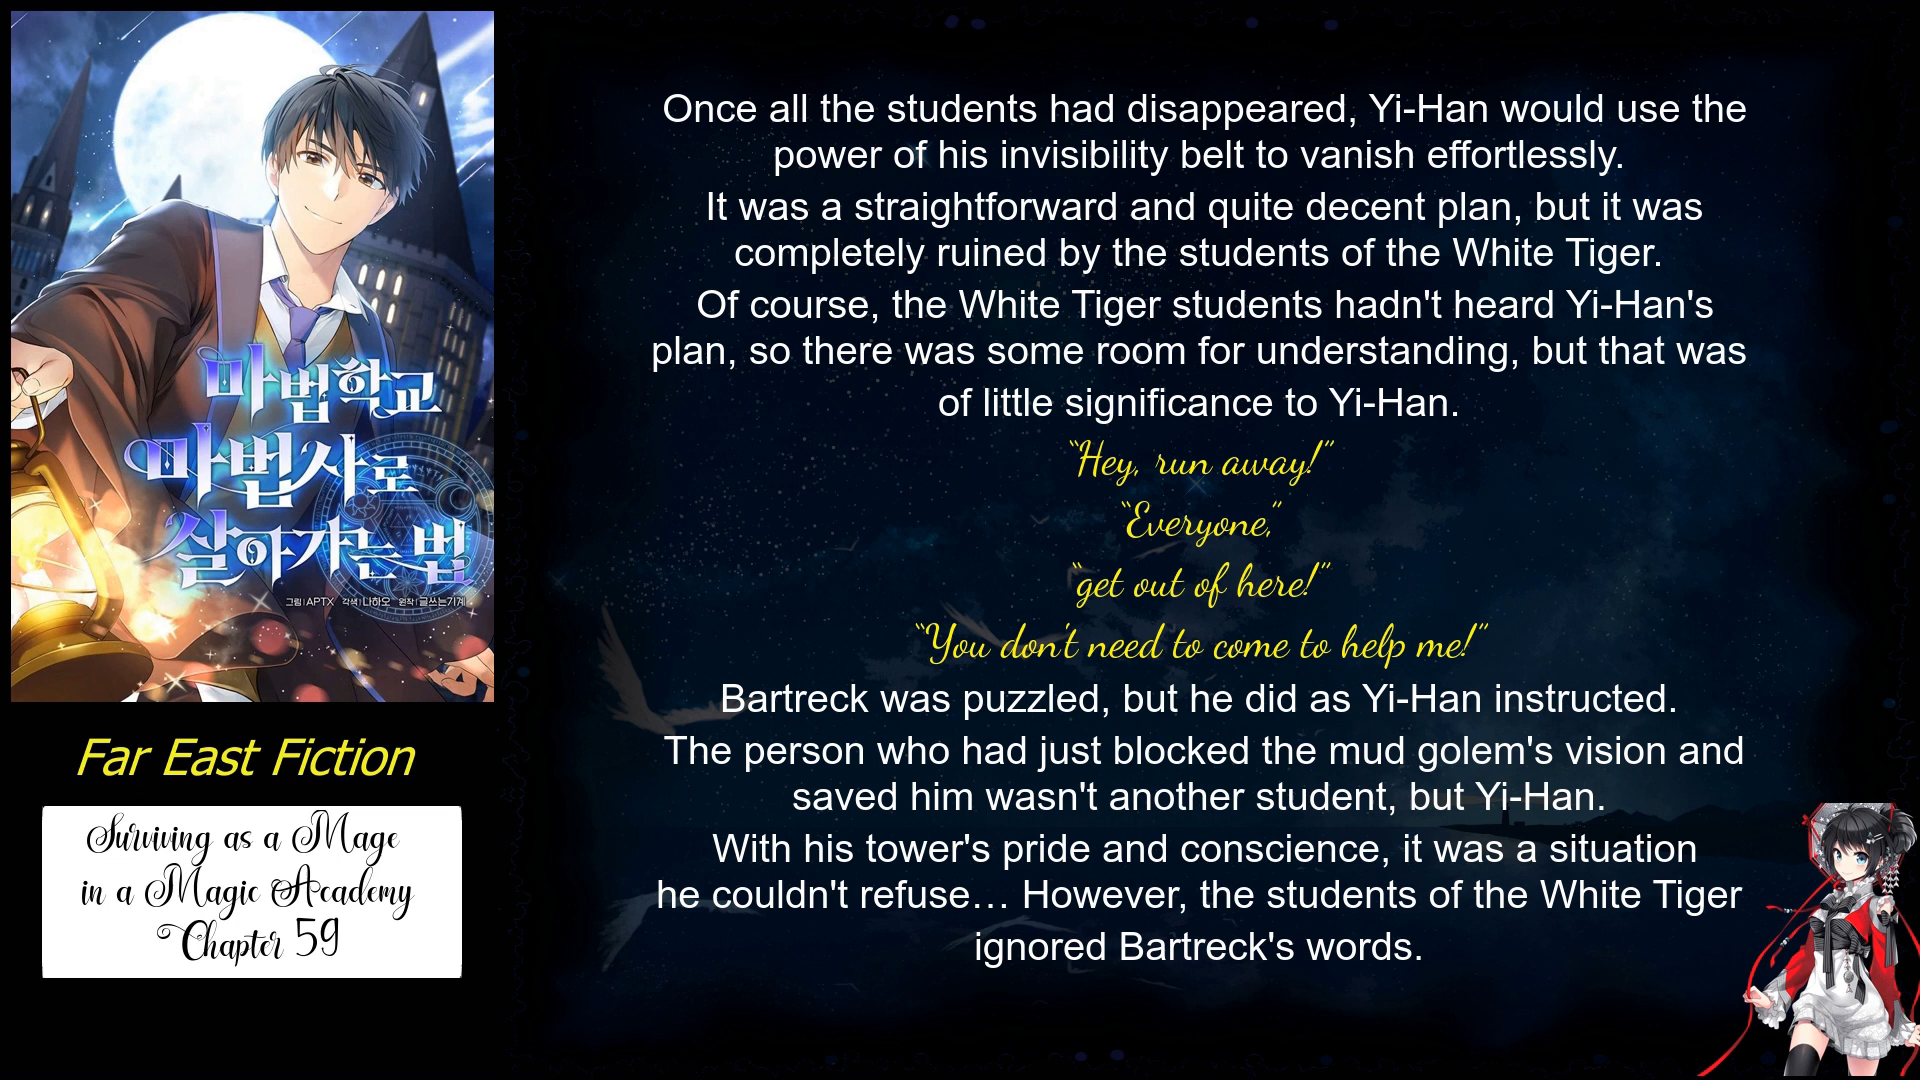 마법학교
마법사로
살아가는 법
그림 | APTX 각색 | 나하오 원작 | 글쓰는기계
Far East Fiction
Surviving as a Mage
in a Magic Academy
Chapter 59
Once all the students had disappeared, Yi-Han would use the
power of his invisibility belt to vanish effortlessly.
It was a straightforward and quite decent plan, but it was
completely ruined by the students of the White Tiger.
Of course, the White Tiger students hadn't heard Yi-Han's
plan, so there was some room for understanding, but that was
of little significance to Yi-Han.
“Hey, run away!”
“Everyone,”
“get out of here!”
“You don't need to come to help me!”
Bartreck was puzzled, but he did as Yi-Han instructed.
The person who had just blocked the mud golem's vision and
saved him wasn't another student, but Yi-Han.
With his tower's pride and conscience, it was a situation
he couldn't refuse… However, the students of the White Tiger
ignored Bartreck's words.